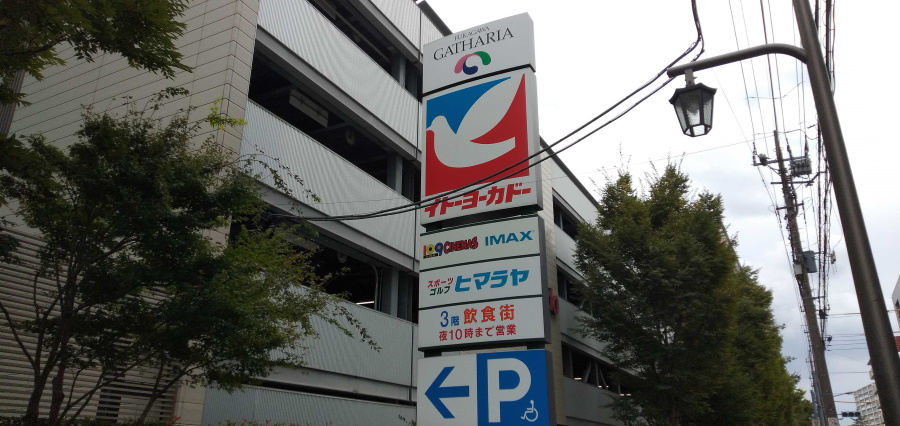 FUKAGAWA
GATHARIA
イトーヨーカドー
109CINEMAS IMAX
スポーツ
ゴルフ ヒマラヤ
3階 飲食街
夜10時まで営業
P